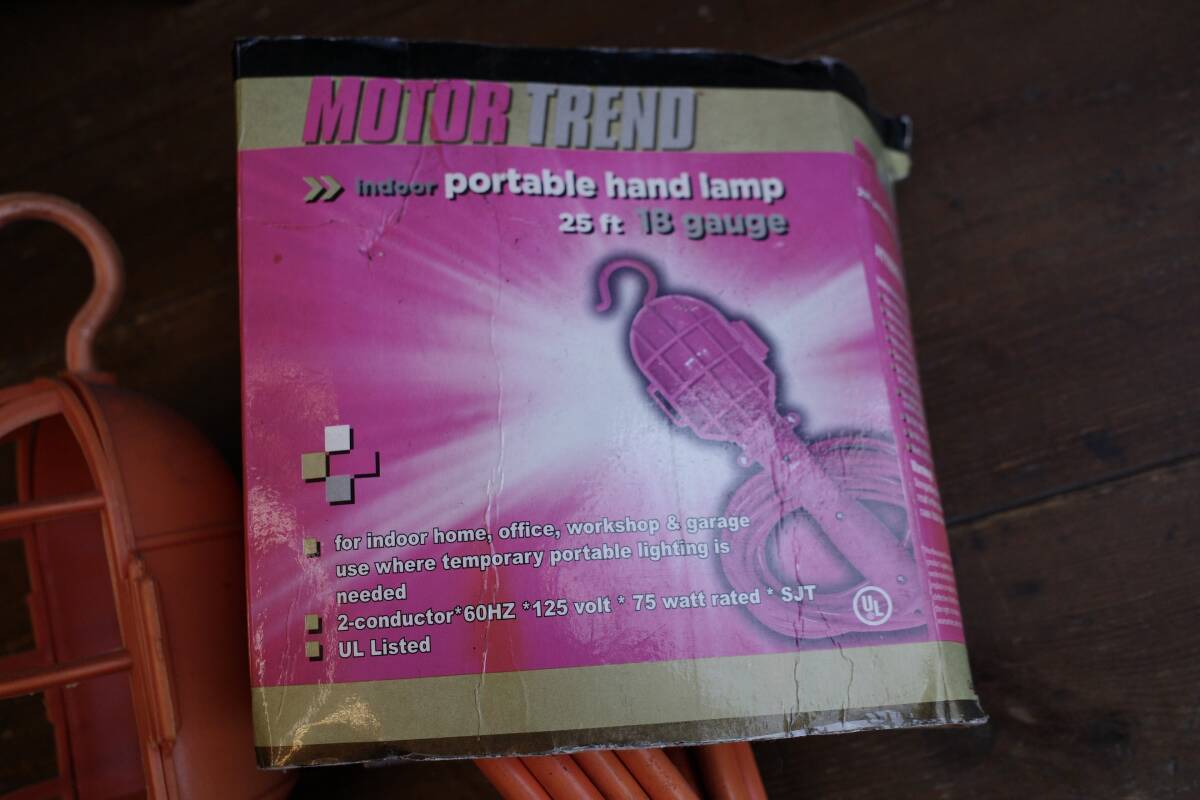 MOTOR TREND
indoor portable hand lamp
25 ft 18 gauge
for indoor home, office, workshop & garage
use where temporary portable lighting is
needed
2-conductor*60HZ *125 volt * 75 watt rated * SJT
UL Listed
UL